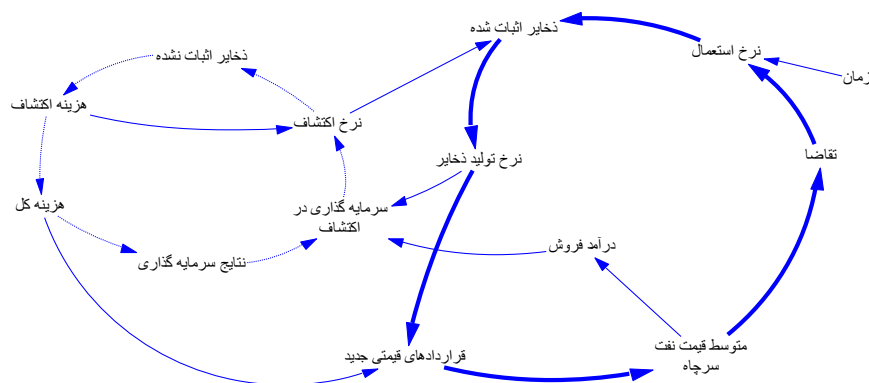 ذخایر اثبات شده
نرخ استعمال
زمان
ذخایر اثبات نشده
هزینه اکتشاف
نرخ اکتشاف
نرخ تولید ذخایر
تقاضا
هزینه کل
سرمایه گذاری در
اکتشاف
درآمد فروش
نتایج سرمایه گذاری
قراردادهای قیمتی جدید
متوسط قیمت نفت
سرچاه